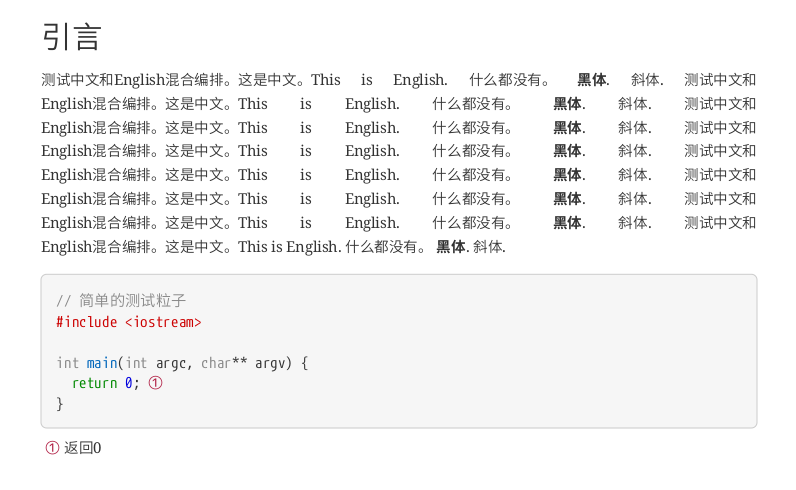 引言
测试中文和English混合编排。这是中文。This is English. 什么都没有。 黑体. 斜体. 测试中文和
English混合编排。这是中文。This is English. 什么都没有。 黑体. 斜体. 测试中文和
English混合编排。这是中文。This is English. 什么都没有。 黑体. 斜体. 测试中文和
English混合编排。这是中文。This is English. 什么都没有。 黑体. 斜体. 测试中文和
English混合编排。这是中文。This is English. 什么都没有。 黑体. 斜体. 测试中文和
English混合编排。这是中文。This is English. 什么都没有。 黑体. 斜体. 测试中文和
English混合编排。这是中文。This is English. 什么都没有。 黑体. 斜体. 测试中文和
English混合编排。这是中文。This is English. 什么都没有。 黑体. 斜体.
// 简单的测试粒子
#include <iostream>
int main(int argc, char** argv) {
  return 0; ①
}
① 返回0